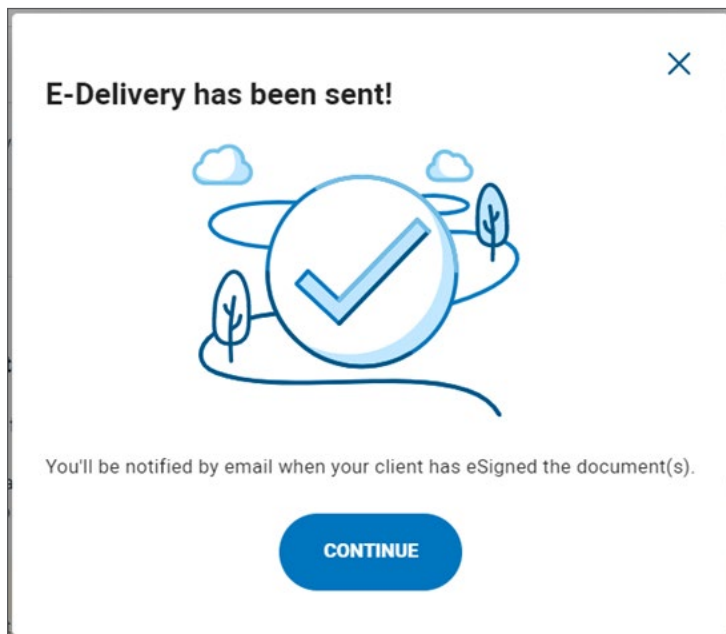 E-Delivery has been sent!
You'll be notified by email when your client has eSigned the document(s).
CONTINUE